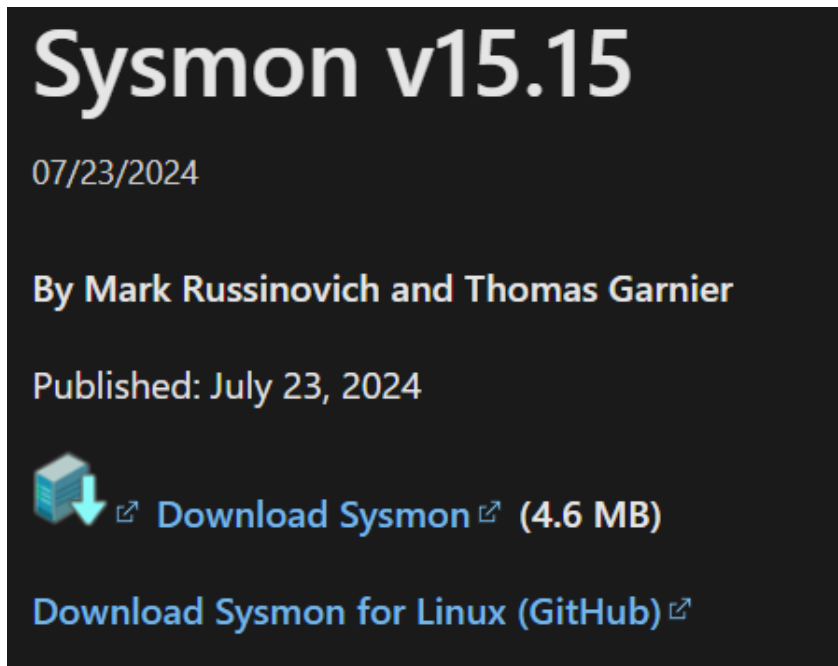 Sysmon v15.15
07/23/2024
By Mark Russinovich and Thomas Garnier
Published: July 23, 2024
Download Sysmon (4.6 MB)
Download Sysmon for Linux (GitHub)